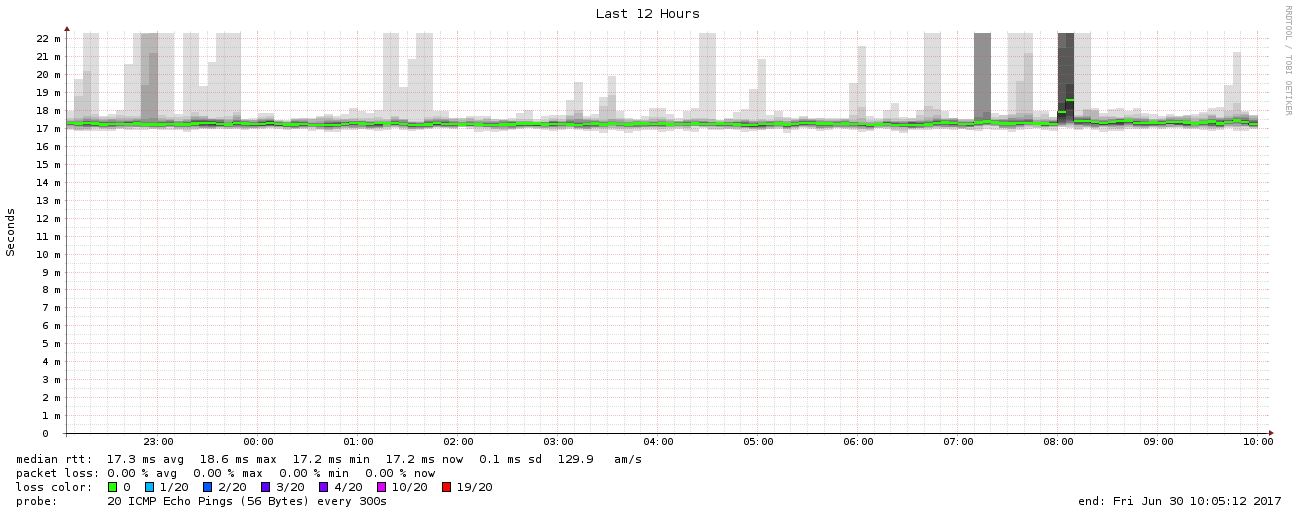 Last 12 Hours
RRDTOOL / TOBI OETIKER
Seconds
22 m
21 m
20 m
19 m
18 m
17 m
16 m
15 m
14 m
13 m
12 m
11 m
10 m
9 m
8 m
7 m
6 m
5 m
4 m
3 m
2 m
1 m
0
23:00 00:00 01:00 02:00 03:00 04:00 05:00 06:00 07:00 08:00 09:00 10:00
median rtt: 17.3 ms avg 18.6 ms max 17.2 ms min 17.2 ms now 0.1 ms sd 129.9 am/s
packet loss: 0.00 % avg 0.00 % max 0.00 % min 0.00 % now
loss color: 0 1/20 2/20 3/20 4/20 10/20 19/20
probe: 20 ICMP Echo Pings (56 Bytes) every 300s end: Fri Jun 30 10:05:12 2017